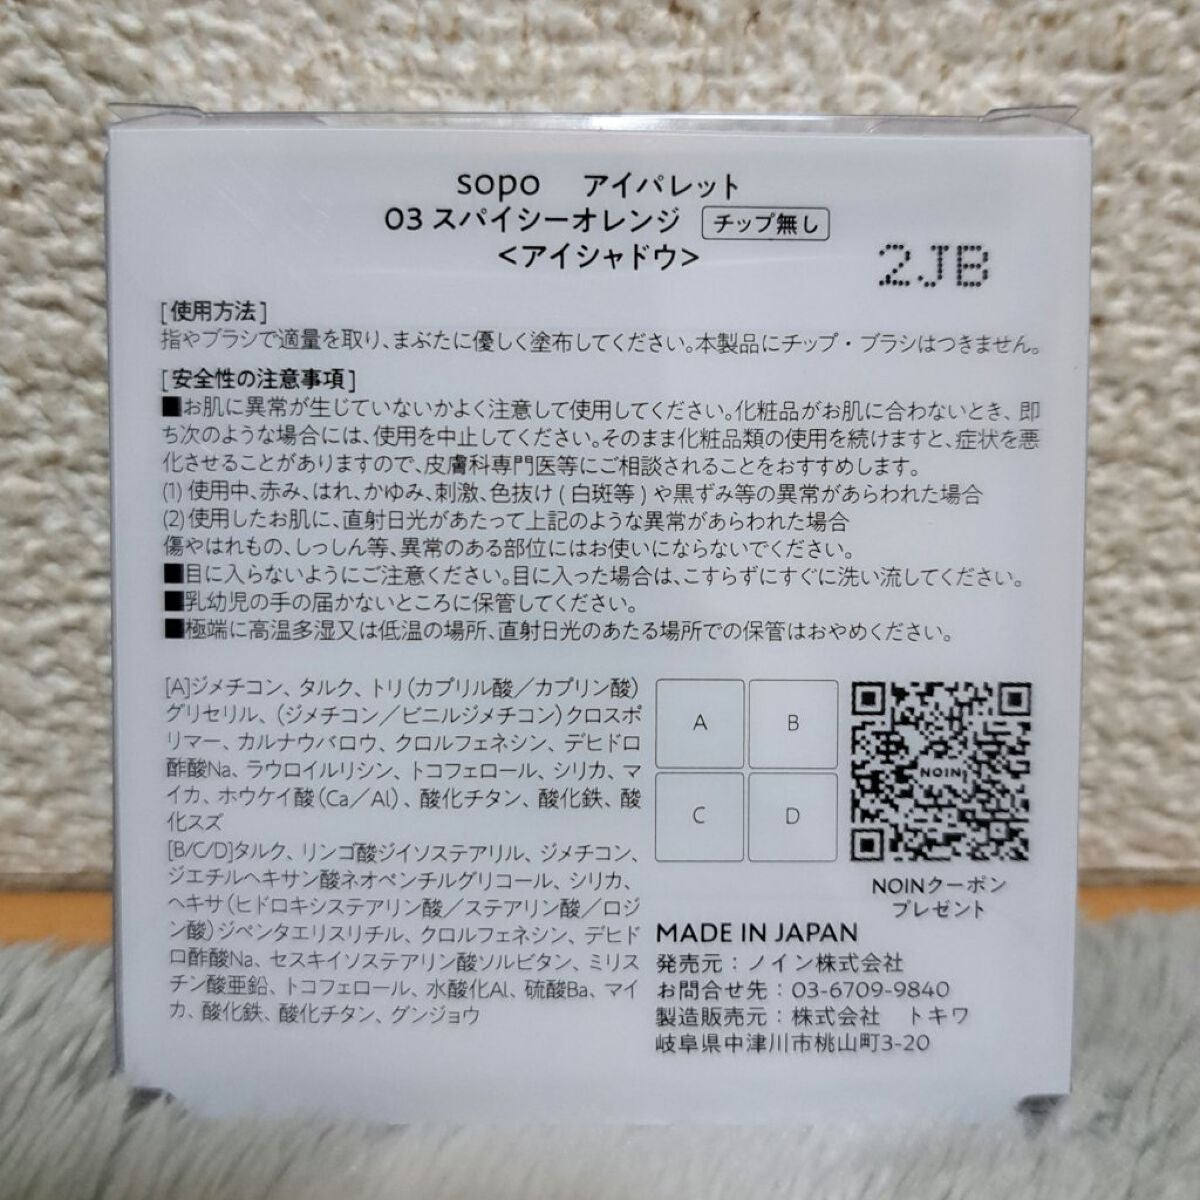 sopo アイパレット
03 スパイシーオレンジ チップ無し
<アイシャドウ>
2JB
[使用方法]
指やブラシで適量を取り、まぶたに優しく塗布してください。本製品にチップ・ブラシはつきません。
[安全性の注意事項]
■お肌に異常が生じていないかよく注意して使用してください。化粧品がお肌に合わないとき、即
ち次のような場合には、使用を中止してください。そのまま化粧品類の使用を続けますと、症状を悪
化させることがありますので、皮膚科専門医等にご相談されることをおすすめします。
(1) 使用中、赤み、はれ、かゆみ、刺激、色抜け(白斑等)や黒ずみ等の異常があらわれた場合
(2) 使用したお肌に、直射日光があたって上記のような異常があらわれた場合
傷やはれもの、しっしん等、異常のある部位にはお使いにならないでください。
■目に入らないようにご注意ください。目に入った場合は、こすらずにすぐに洗い流してください。
■乳幼児の手の届かないところに保管してください。
■極端に高温多湿又は低温の場所、直射日光のあたる場所での保管はおやめください。
[A]ジメチコン、タルク、トリ(カプリル酸/カプリン酸)
グリセリル、(ジメチコン/ビニルジメチコン)クロスポ
リマー、カルナウバロウ、クロルフェネシン、デヒドロ
酢酸Na、ラウロイルリシン、トコフェロール、シリカ、マ
イカ、ホウケイ酸(Ca/Al)、酸化チタン、酸化鉄、酸
化スズ
[B/C/D]タルク、リンゴ酸ジイソステアリル、ジメチコン、
ジエチルヘキサン酸ネオペンチルグリコール、シリカ、
ヘキサ(ヒドロキシステアリン酸/ステアリン酸/ロジ
ン酸)ジペンタエリスリチル、クロルフェネシン、デヒド
ロ酢酸Na、セスキイソステアリン酸ソルビタン、ミリス
チン酸亜鉛、トコフェロール、水酸化Al、硫酸Ba、マイ
カ、酸化鉄、酸化チタン、グンジョウ
A B
C D
NOIN
NOINクーポン
プレゼント
MADE IN JAPAN
発売元：ノイン株式会社
お問合せ先：03-6709-9840
製造販売元：株式会社 トキワ
岐阜県中津川市桃山町3-20